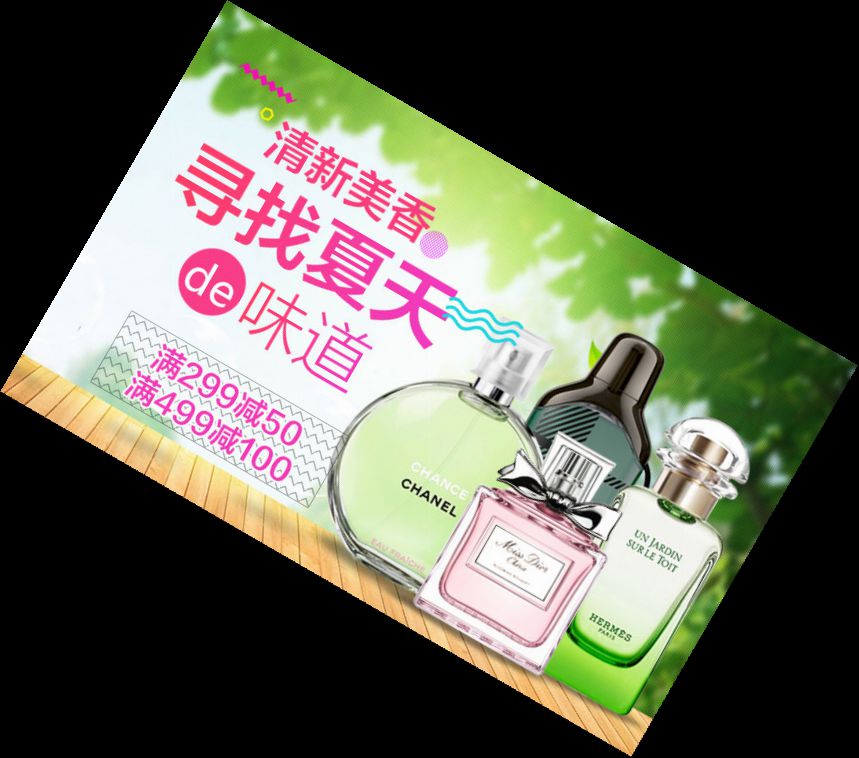 清新美香
寻找夏天
de味道
满299减50
满499减100
CHANCE
CHANEL
EAU FRAÎCHE
Miss Dior
Chérie
UN JARDIN
SUR LE TOIT
HERMÈS
PARIS